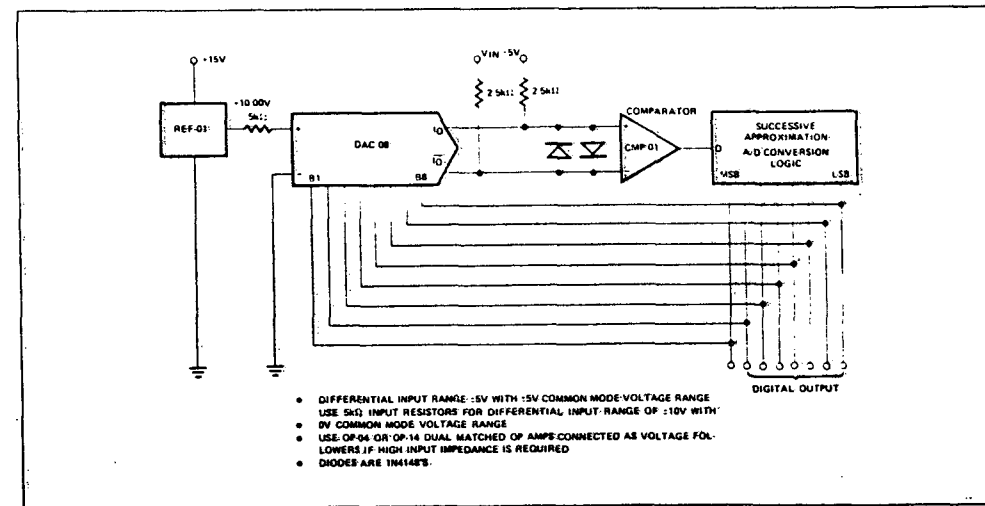 +15V
VIN ±5V
+10.00V
5kΩ
2.5kΩ
2.5kΩ
COMPARATOR
REF-01
+
IO
+
SUCCESSIVE
APPROXIMATION
A/D CONVERSION
LOGIC
DAC 08
CMP 01
D
IO
−
−
B1
B8
MSB
LSB
DIGITAL OUTPUT
• DIFFERENTIAL INPUT RANGE ±5V WITH ±5V COMMON MODE VOLTAGE RANGE
USE 5kΩ INPUT RESISTORS FOR DIFFERENTIAL INPUT RANGE OF ±10V WITH
• 0V COMMON MODE VOLTAGE RANGE
• USE OP-04 OR OP-14 DUAL MATCHED OP AMPS CONNECTED AS VOLTAGE FOL-
LOWERS IF HIGH INPUT IMPEDANCE IS REQUIRED
• DIODES ARE 1N4148'S.